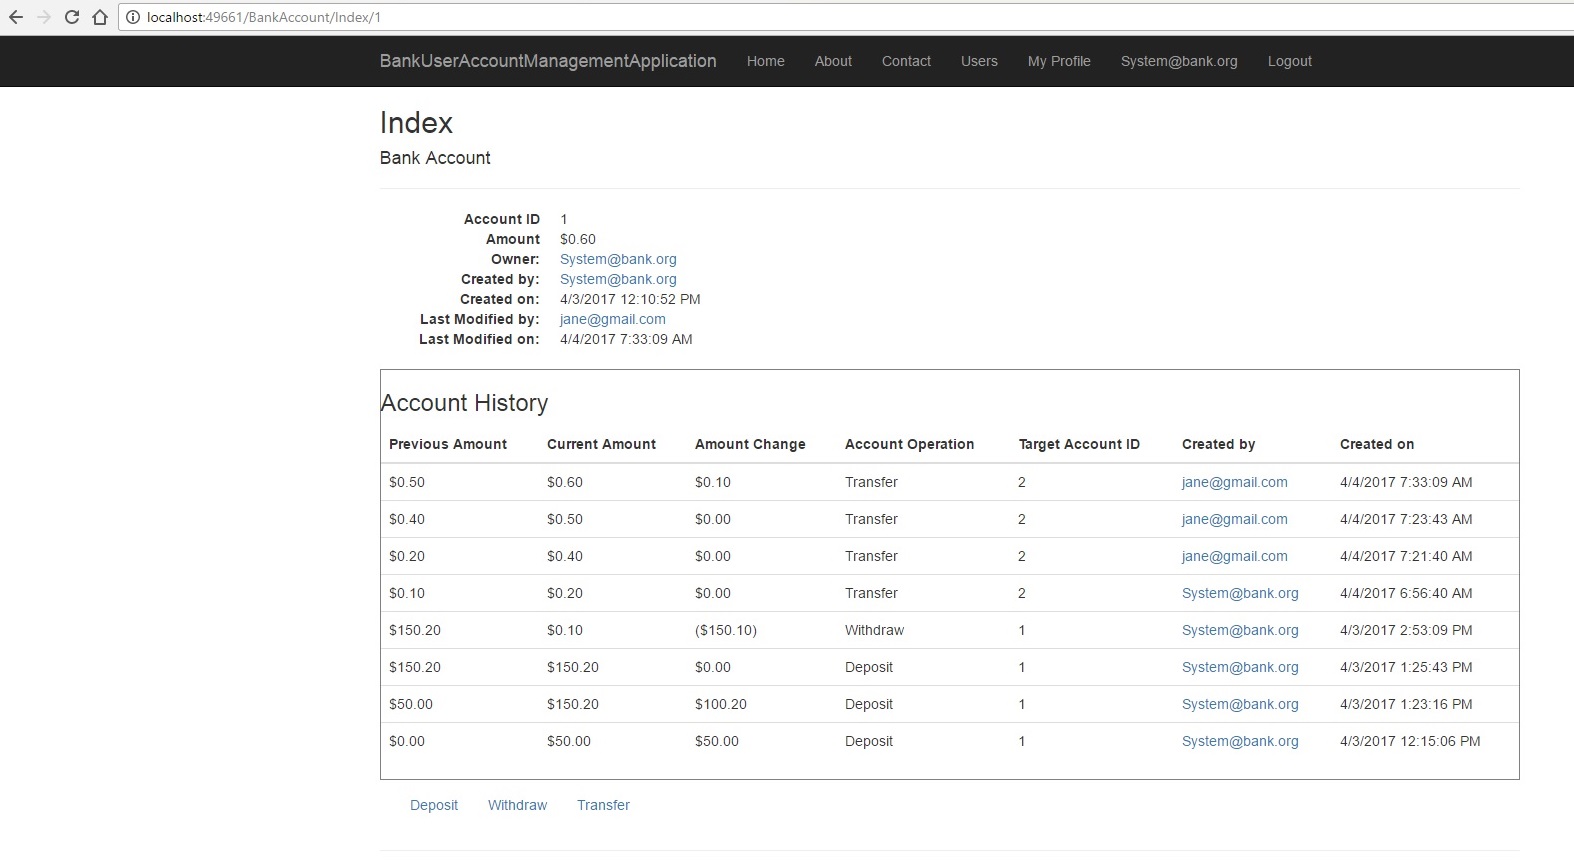 localhost:49661/BankAccount/Index/1
BankUserAccountManagementApplication Home About Contact Users My Profile System@bank.org Logout
Index
Bank Account
Account ID 1
Amount $0.60
Owner: System@bank.org
Created by: System@bank.org
Created on: 4/3/2017 12:10:52 PM
Last Modified by: jane@gmail.com
Last Modified on: 4/4/2017 7:33:09 AM
Account History
Previous Amount Current Amount Amount Change Account Operation Target Account ID Created by Created on
$0.50 $0.60 $0.10 Transfer 2 jane@gmail.com 4/4/2017 7:33:09 AM
$0.40 $0.50 $0.00 Transfer 2 jane@gmail.com 4/4/2017 7:23:43 AM
$0.20 $0.40 $0.00 Transfer 2 jane@gmail.com 4/4/2017 7:21:40 AM
$0.10 $0.20 $0.00 Transfer 2 System@bank.org 4/4/2017 6:56:40 AM
$150.20 $0.10 ($150.10) Withdraw 1 System@bank.org 4/3/2017 2:53:09 PM
$150.20 $150.20 $0.00 Deposit 1 System@bank.org 4/3/2017 1:25:43 PM
$50.00 $150.20 $100.20 Deposit 1 System@bank.org 4/3/2017 1:23:16 PM
$0.00 $50.00 $50.00 Deposit 1 System@bank.org 4/3/2017 12:15:06 PM
Deposit Withdraw Transfer